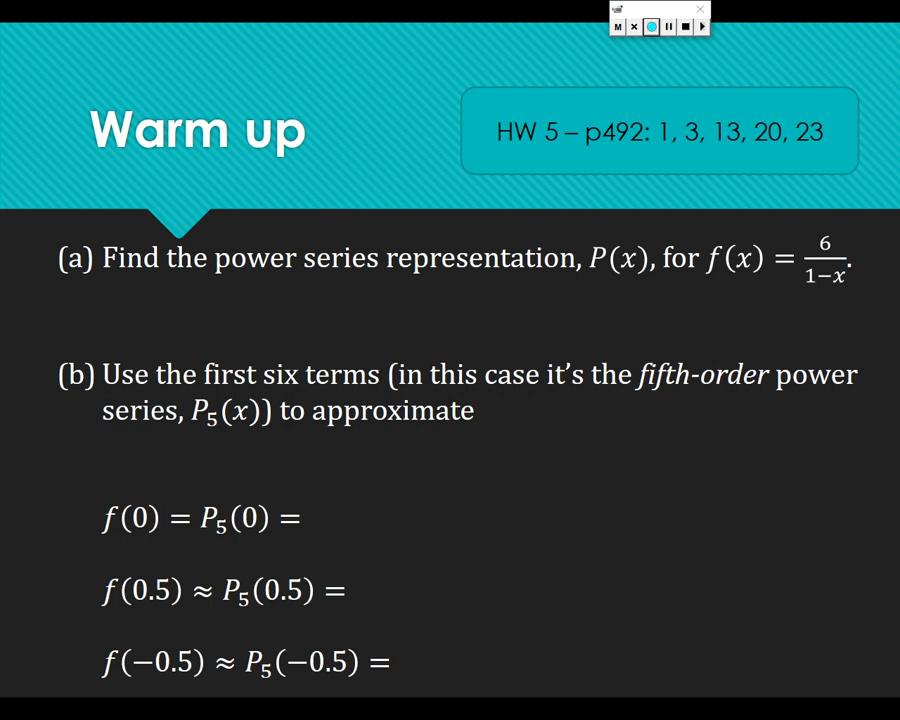 M
Warm up
HW 5 – p492: 1, 3, 13, 20, 23
(a) Find the power series representation, P(x), for f(x) = 6/(1−x).
(b) Use the first six terms (in this case it's the fifth-order power
series, P₅(x)) to approximate
f(0) = P₅(0) =
f(0.5) ≈ P₅(0.5) =
f(−0.5) ≈ P₅(−0.5) =